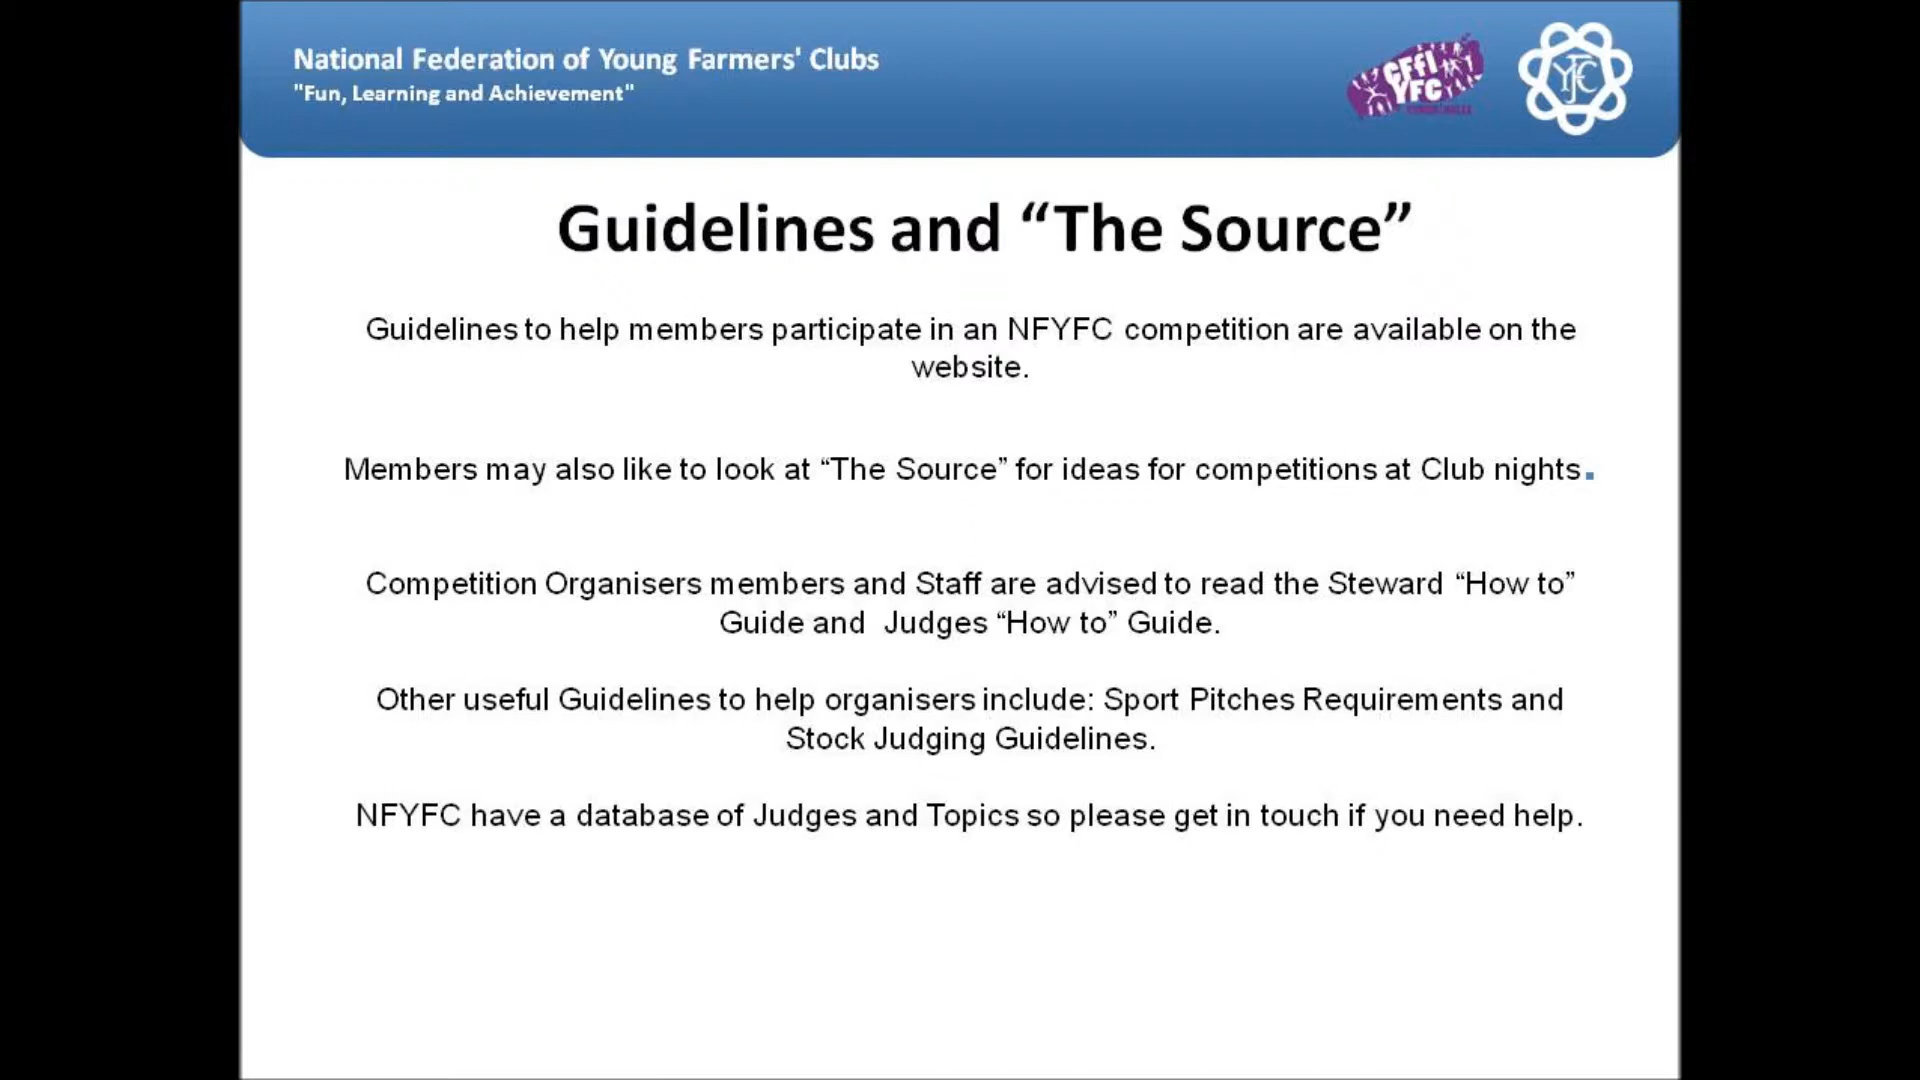 National Federation of Young Farmers' Clubs
"Fun, Learning and Achievement"
CFfI
YFC
YFC
Guidelines and “The Source”
Guidelines to help members participate in an NFYFC competition are available on the
website.
Members may also like to look at “The Source” for ideas for competitions at Club nights.
Competition Organisers members and Staff are advised to read the Steward “How to”
Guide and  Judges “How to” Guide.
Other useful Guidelines to help organisers include: Sport Pitches Requirements and
Stock Judging Guidelines.
NFYFC have a database of Judges and Topics so please get in touch if you need help.